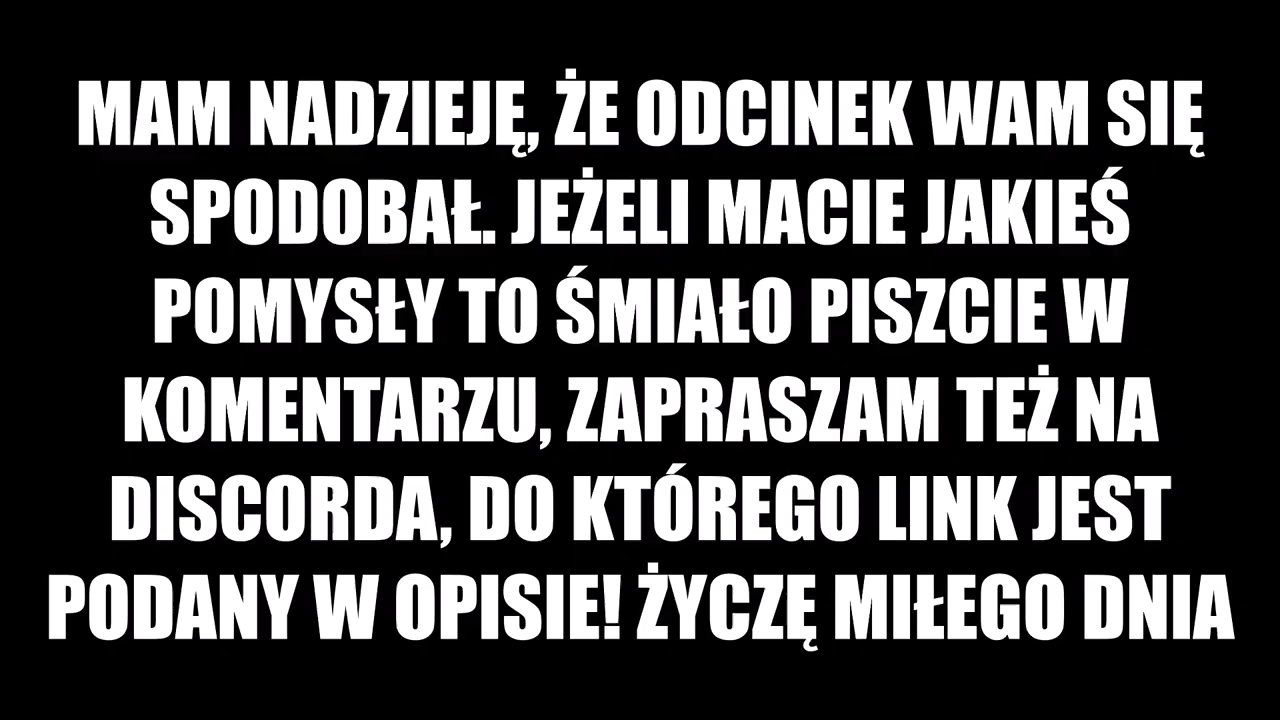 MAM NADZIEJĘ, ŻE ODCINEK WAM SIĘ
SPODOBAŁ. JEŻELI MACIE JAKIEŚ
POMYSŁY TO ŚMIAŁO PISZCIE W
KOMENTARZU, ZAPRASZAM TEŻ NA
DISCORDA, DO KTÓREGO LINK JEST
PODANY W OPISIE! ŻYCZĘ MIŁEGO DNIA